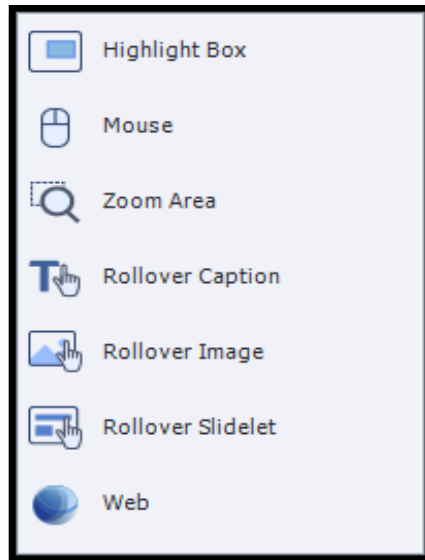 Highlight Box
Mouse
Zoom Area
Rollover Caption
Rollover Image
Rollover Slidelet
Web